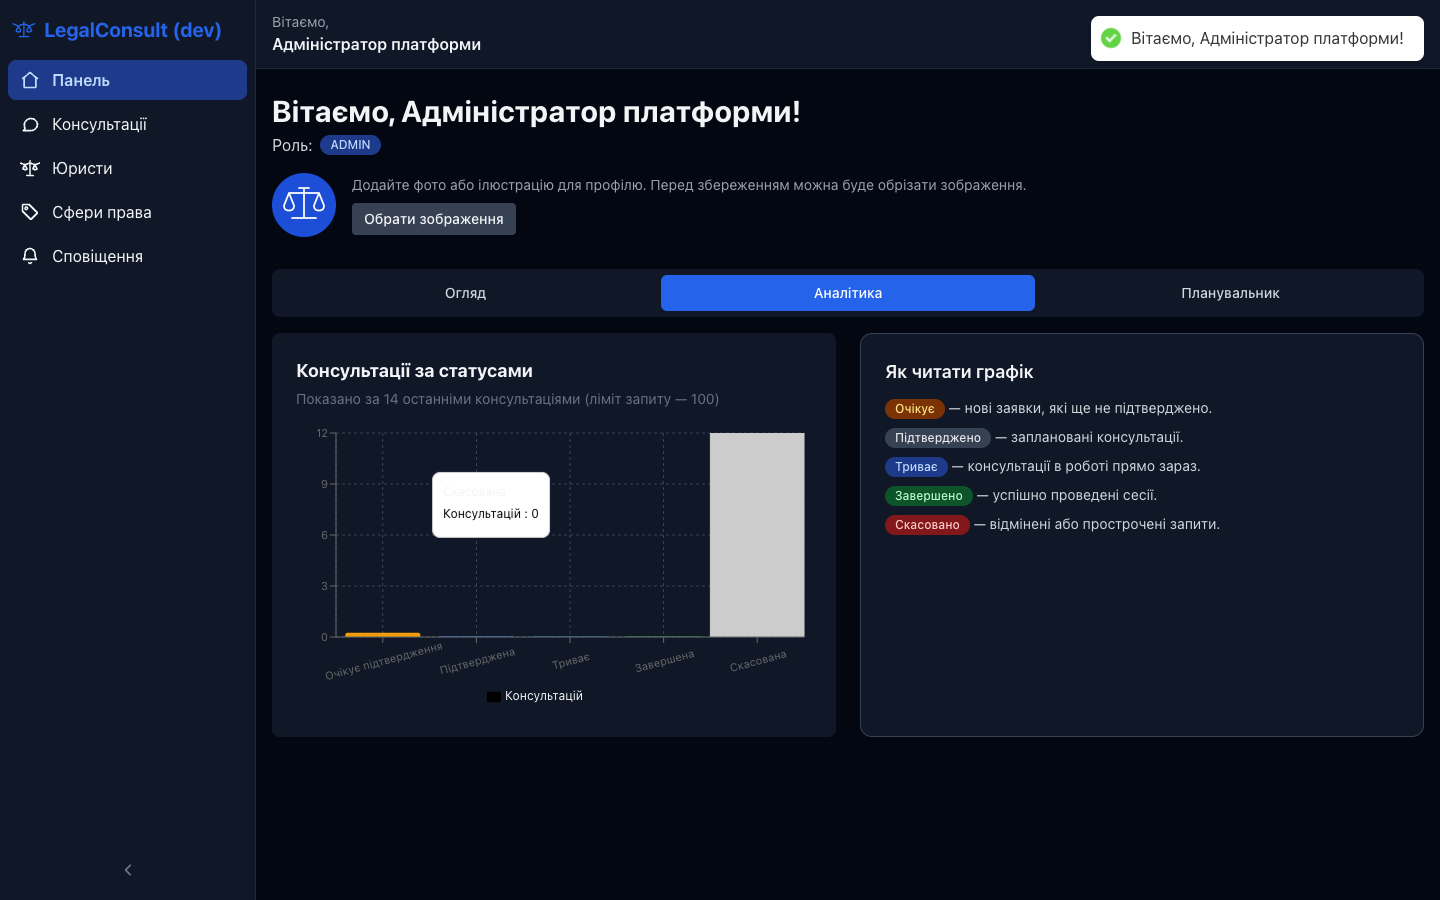 LegalConsult (dev)
Панель
Консультації
Юристи
Сфери права
Сповіщення
Вітаємо,
Адміністратор платформи
Вітаємо, Адміністратор платформи!
Вітаємо, Адміністратор платформи!
Роль: ADMIN
Додайте фото або ілюстрацію для профілю. Перед збереженням можна буде обрізати зображення.
Обрати зображення
Огляд
Аналітика
Планувальник
Консультації за статусами
Показано за 14 останніми консультаціями (ліміт запиту — 100)
12
9
6
3
0
Скасована
Консультацій : 0
Очікує підтвердження
Підтверджена
Триває
Завершена
Скасована
Консультацій
Як читати графік
Очікує — нові заявки, які ще не підтверджено.
Підтверджено — заплановані консультації.
Триває — консультації в роботі прямо зараз.
Завершено — успішно проведені сесії.
Скасовано — відмінені або прострочені запити.